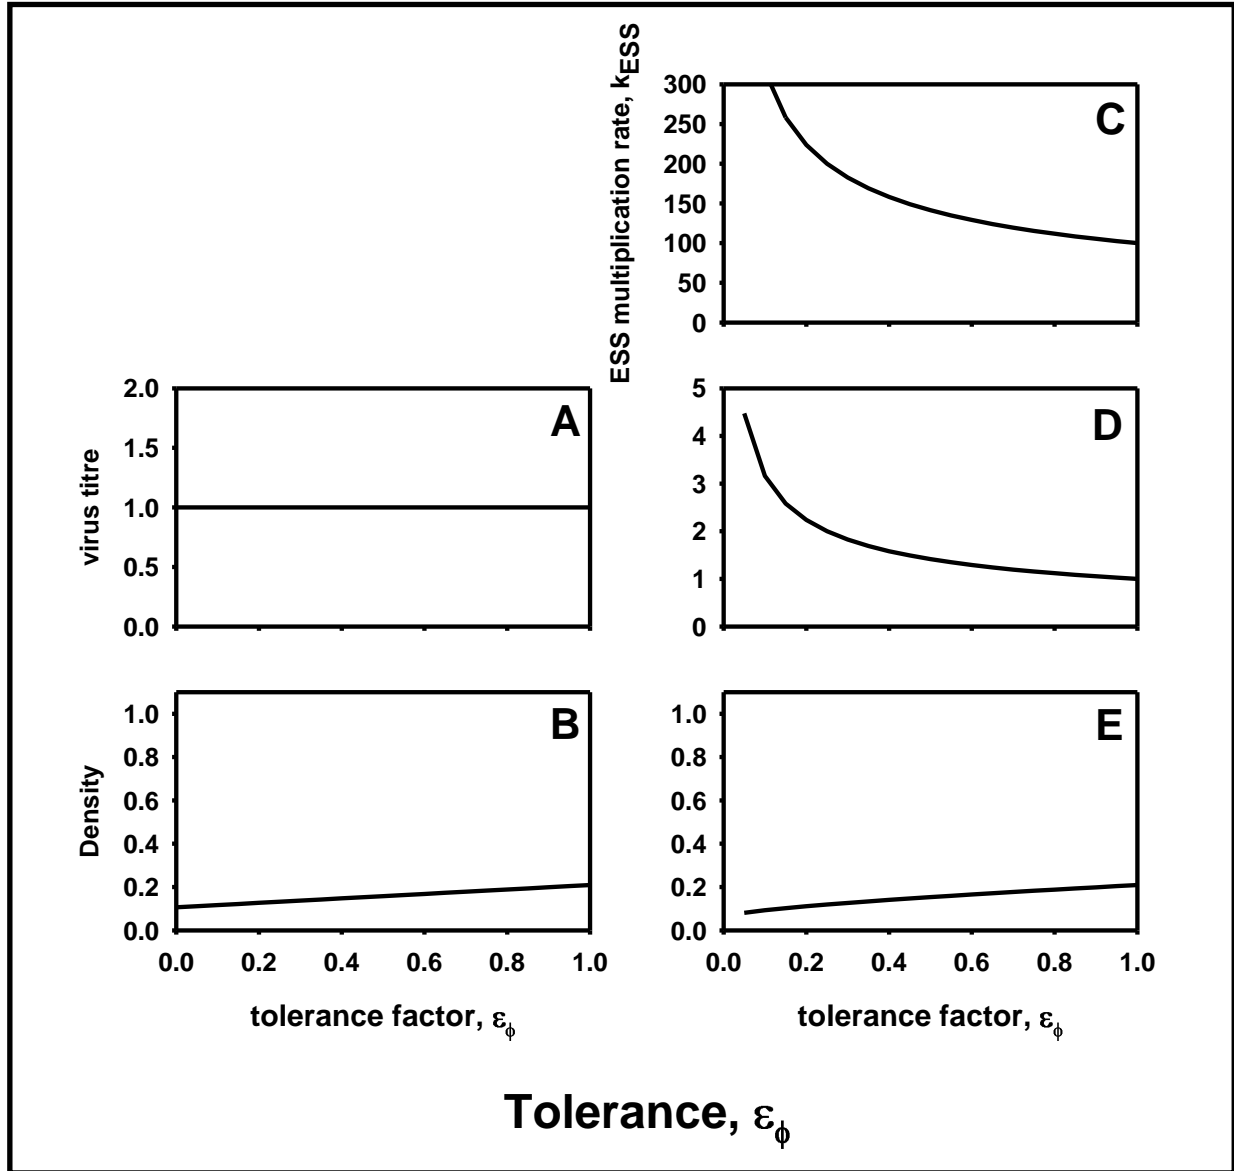 ESS multiplication rate, kESS
300
250
200
150
100
50
0
C
virus titre
2.0
1.5
1.0
0.5
0.0
A
5
4
3
2
1
0
D
Density
1.0
0.8
0.6
0.4
0.2
0.0
B
0.0 0.2 0.4 0.6 0.8 1.0
tolerance factor, εϕ
1.0
0.8
0.6
0.4
0.2
0.0
E
0.0 0.2 0.4 0.6 0.8 1.0
tolerance factor, εϕ
Tolerance, εϕ